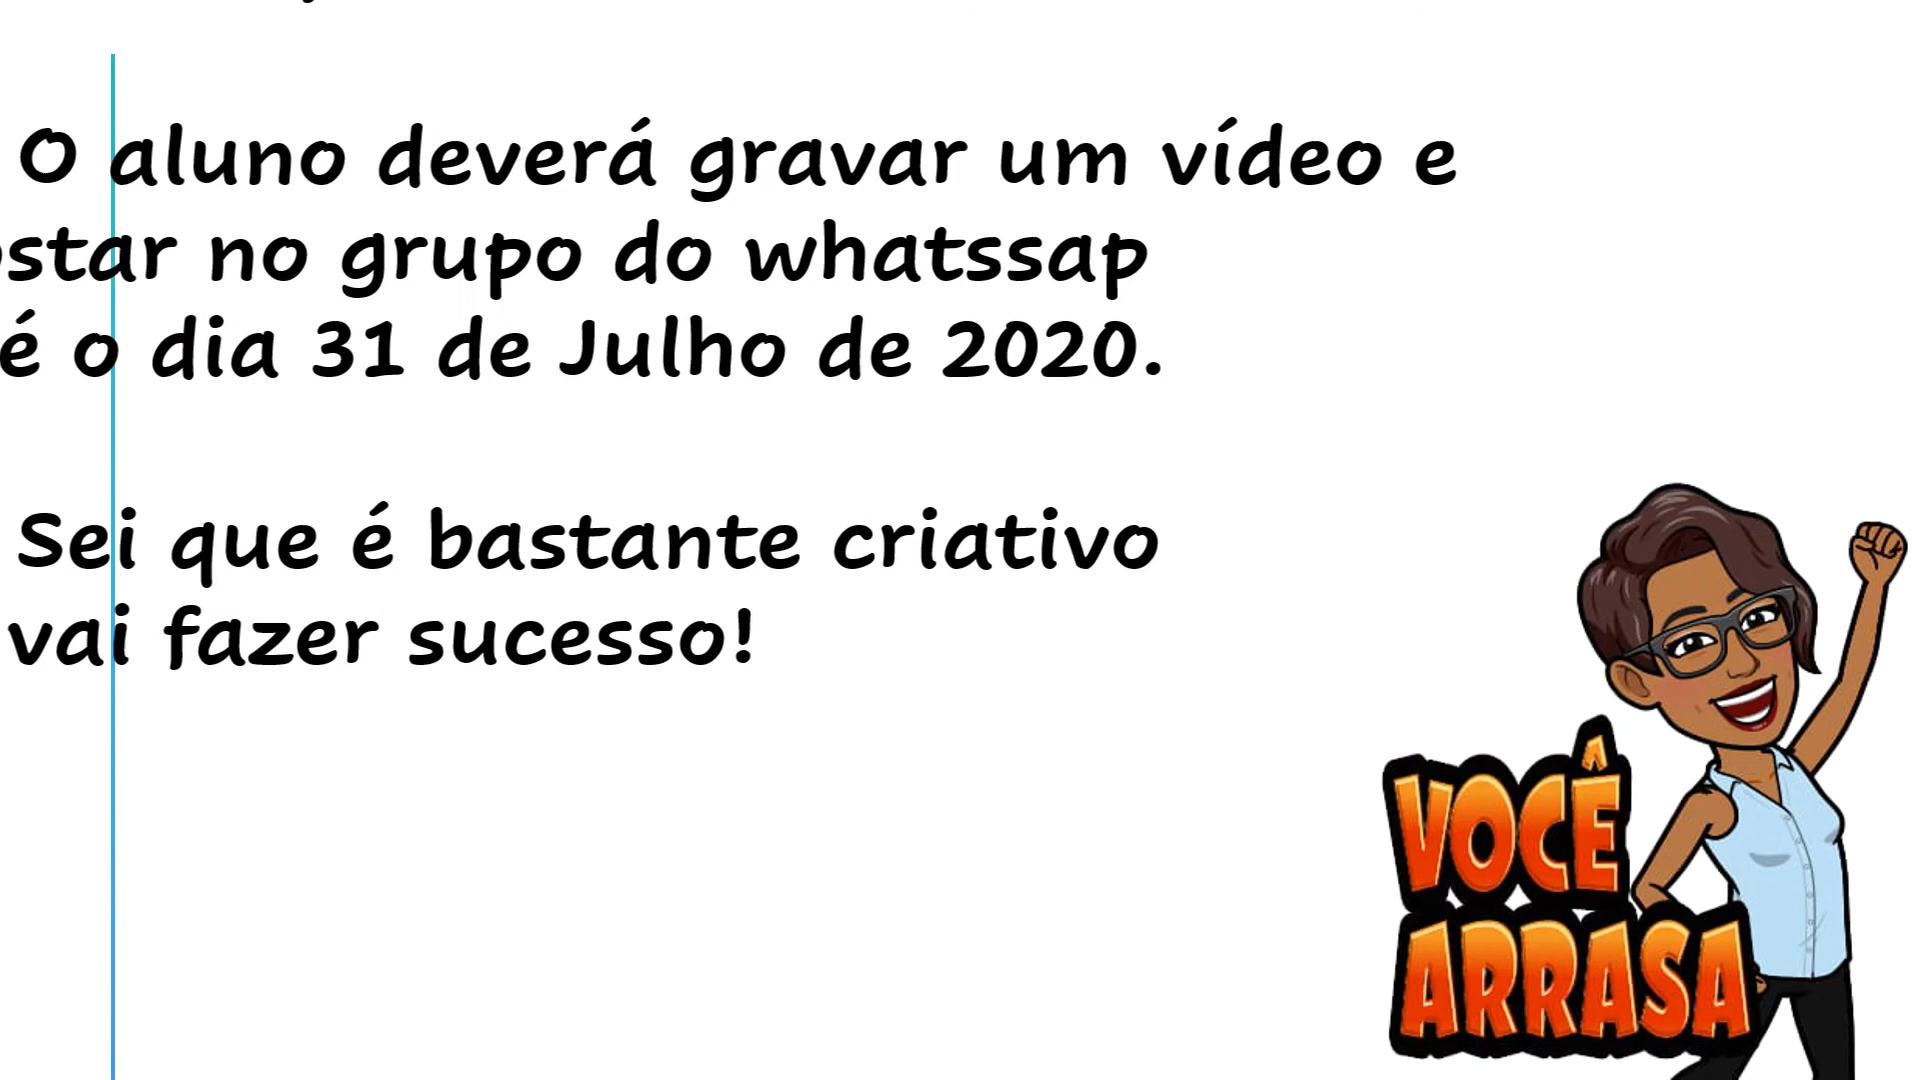 O aluno deverá gravar um vídeo e
no grupo do whatssap
o dia 31 de Julho de 2020.
Sei que é bastante criativo
vai fazer sucesso!
VOCÊ
ARRASA